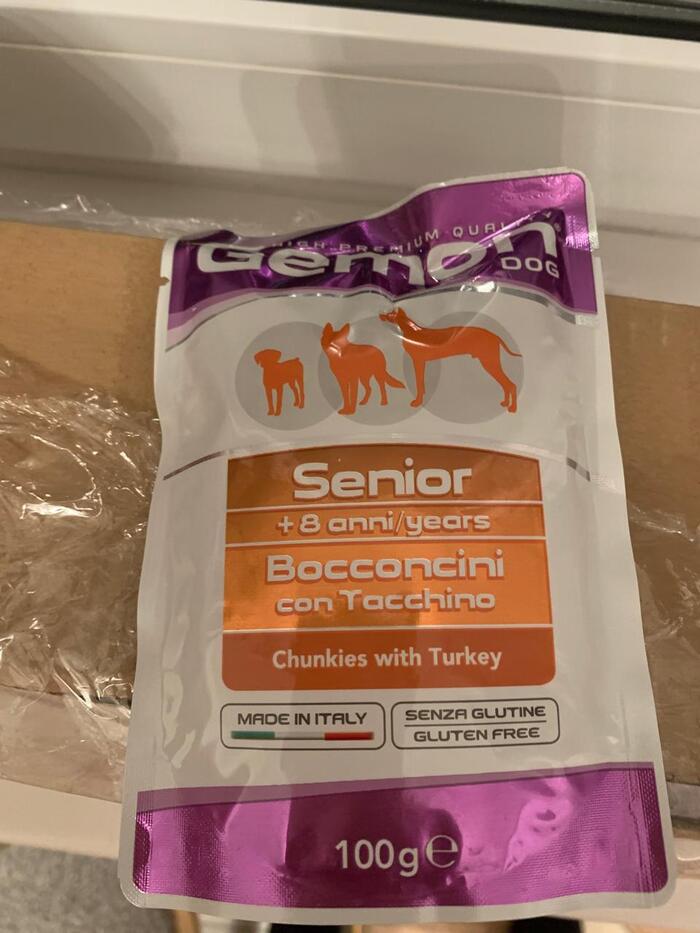 HIGH PREMIUM
Gemon®
DOG
Senior
+8 anni/years
Bocconcini
con Tacchino
Chunkies with Turkey
MADE IN ITALY
SENZA GLUTINE
GLUTEN FREE
100g e